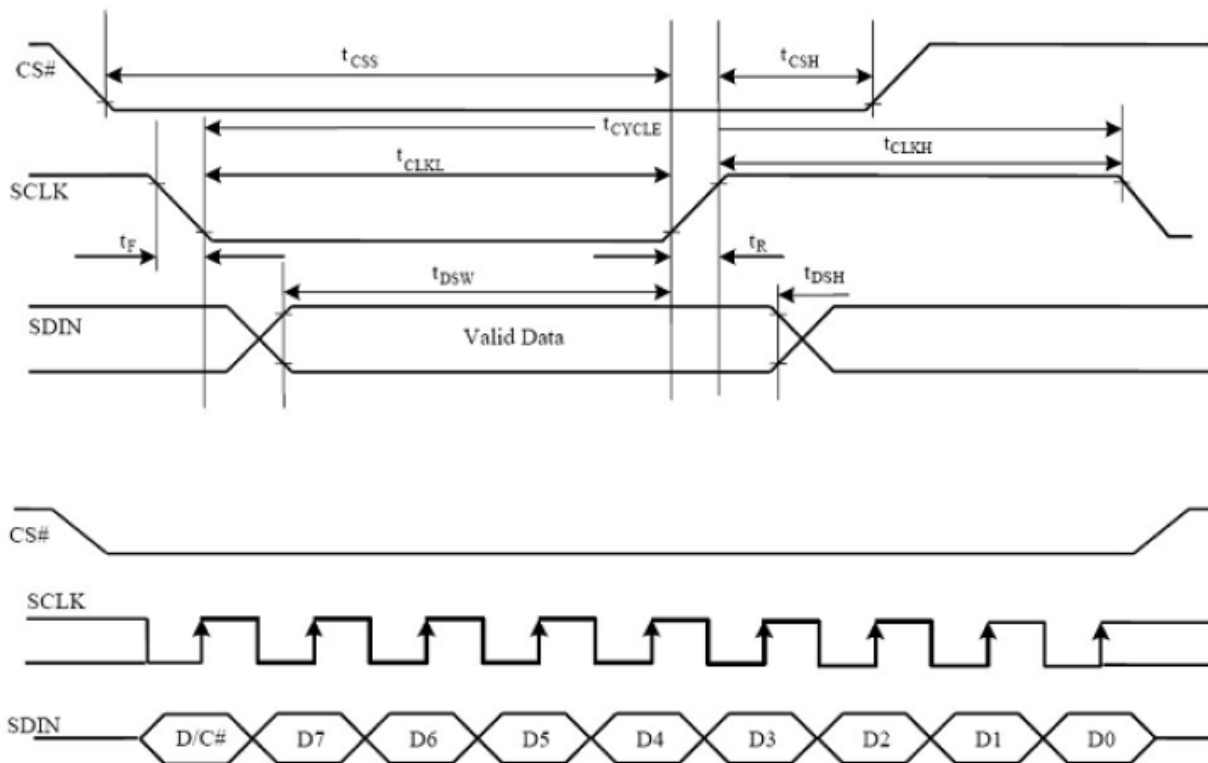 CS#
tCSS
tCSH
tCYCLE
tCLKL
tCLKH
SCLK
tF
tR
tDSW
tDSH
SDIN
Valid Data
CS#
SCLK
SDIN
D/C# D7 D6 D5 D4 D3 D2 D1 D0